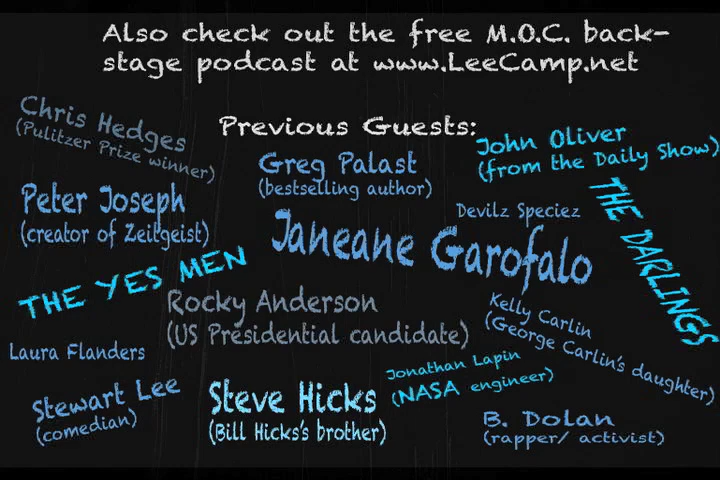 Also check out the free M.O.C. back-
stage podcast at www.LeeCamp.net
Previous Guests:
Chris Hedges
(Pulitzer Prize winner)
Greg Palast
(bestselling author)
John Oliver
(from the Daily Show)
Peter Joseph
(creator of Zeitgeist)
Devilz Speciez
THE DARLINGS
Janeane Garofalo
THE YES MEN
Rocky Anderson
(US Presidential candidate)
Kelly Carlin
(George Carlin's daughter)
Laura Flanders
Jonathan Lapin
(NASA engineer)
Stewart Lee
(comedian)
Steve Hicks
(Bill Hicks's brother)
B. Dolan
(rapper/ activist)